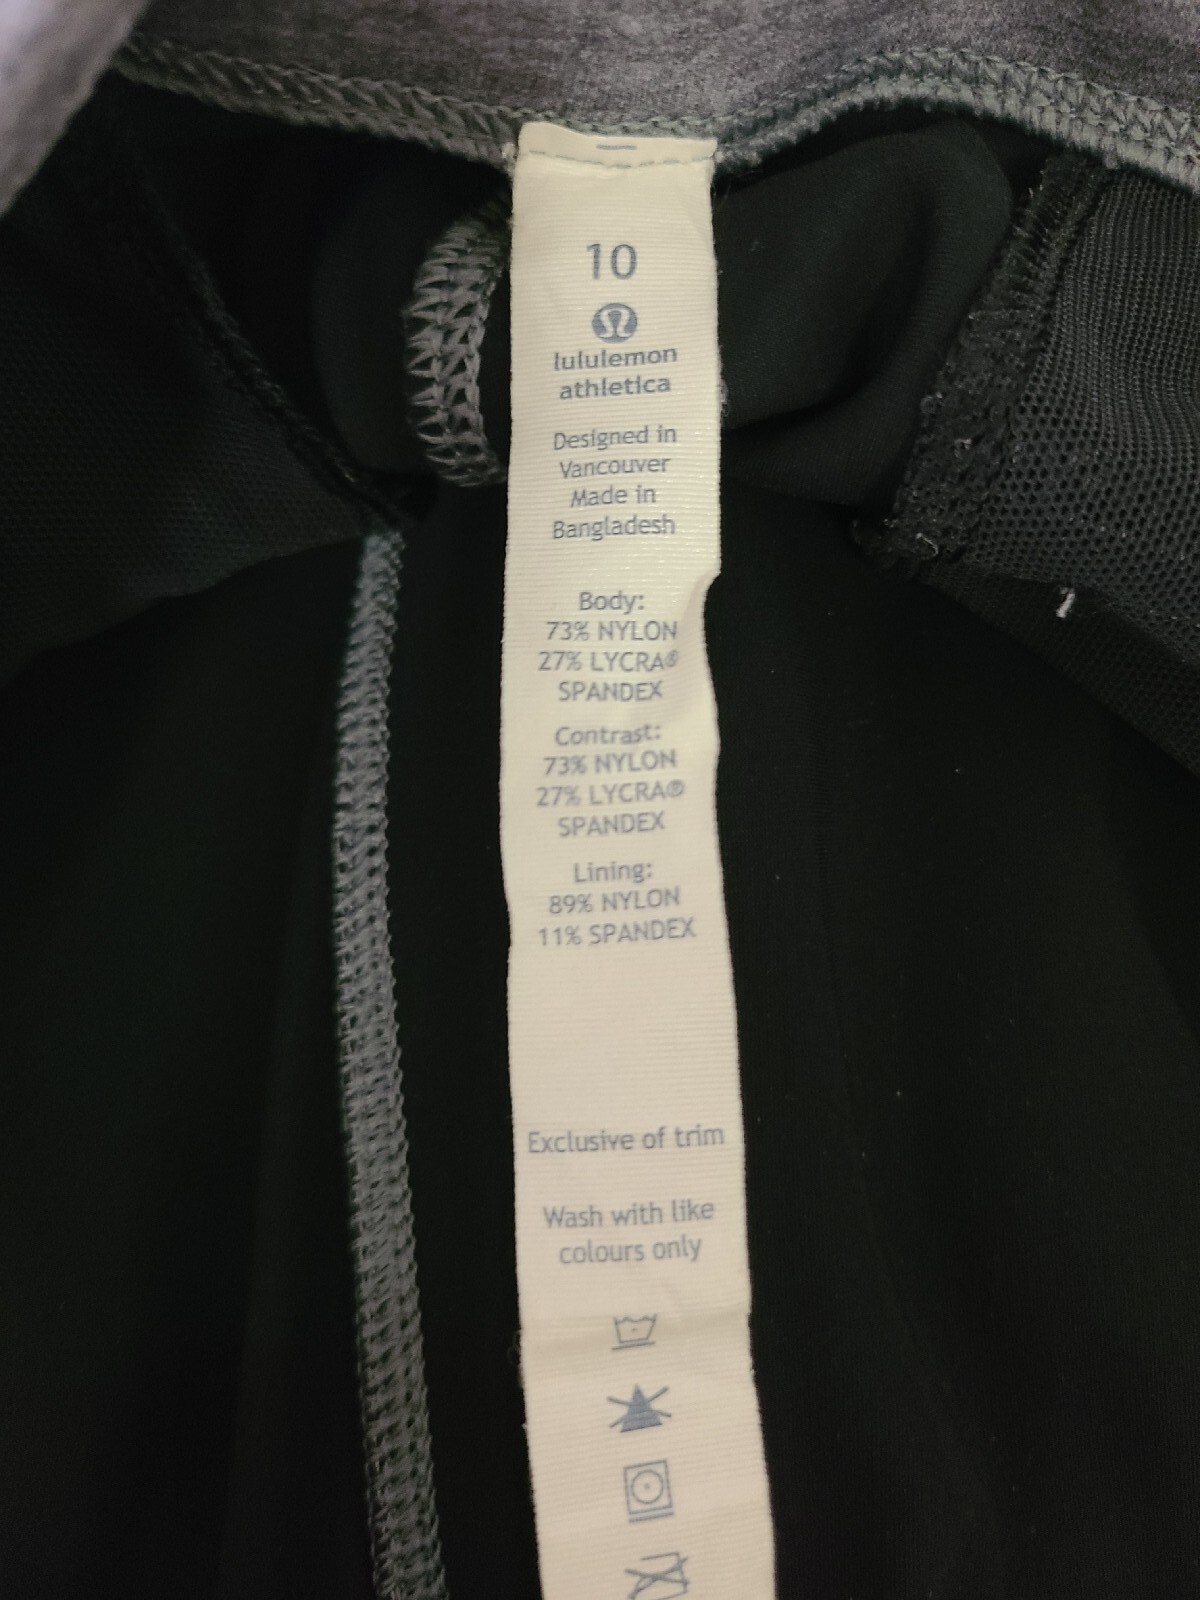 10
lululemon
athletica
Designed in
Vancouver
Made in
Bangladesh
Body:
73% NYLON
27% LYCRA®
SPANDEX
Contrast:
73% NYLON
27% LYCRA®
SPANDEX
Lining:
89% NYLON
11% SPANDEX
Exclusive of trim
Wash with like
colours only